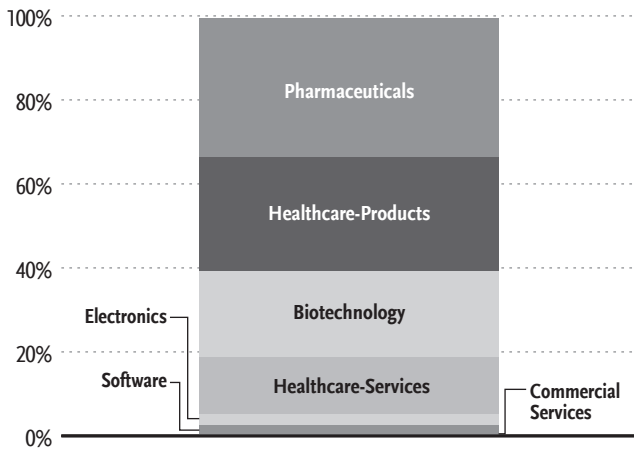 100%
Pharmaceuticals
80%
60%
Healthcare-Products
40%
Biotechnology
Electronics
20%
Software
Healthcare-Services
Commercial
Services
0%